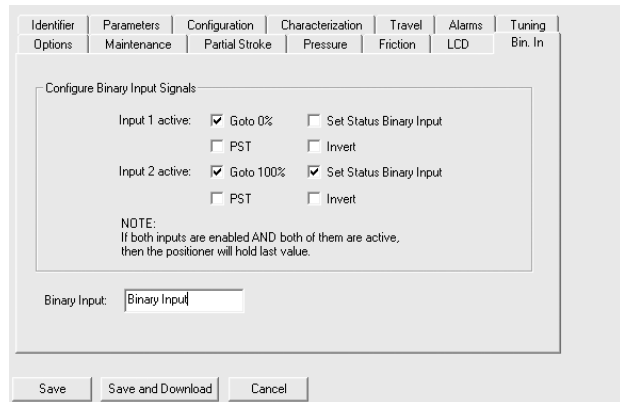 Identifier Parameters Configuration Characterization Travel Alarms Tuning
Options Maintenance Partial Stroke Pressure Friction LCD Bin. In
Configure Binary Input Signals
Input 1 active: Goto 0% Set Status Binary Input
PST Invert
Input 2 active: Goto 100% Set Status Binary Input
PST Invert
NOTE:
If both inputs are enabled AND both of them are active,
then the positioner will hold last value.
Binary Input: Binary Input
Save Save and Download Cancel